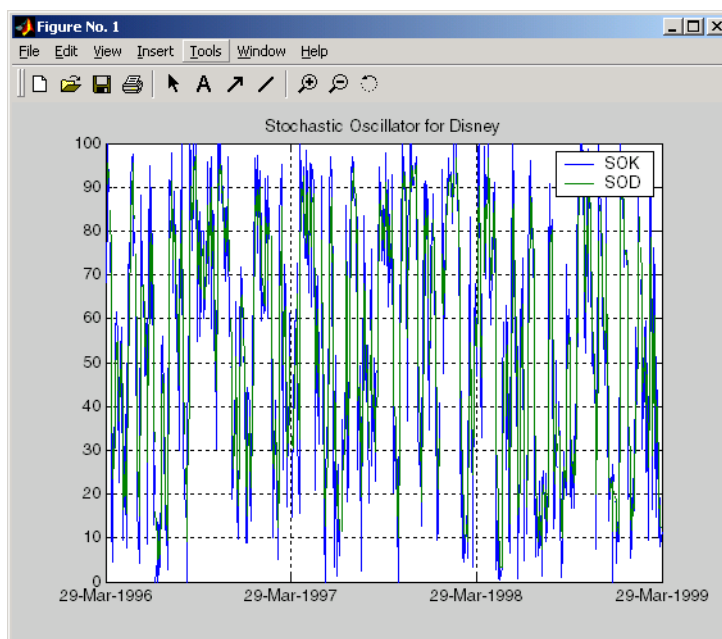 Figure No. 1
File Edit View Insert Tools Window Help
A
Stochastic Oscillator for Disney
100
90
80
70
60
50
40
30
20
10
0
SOK
SOD
29-Mar-1996 29-Mar-1997 29-Mar-1998 29-Mar-1999